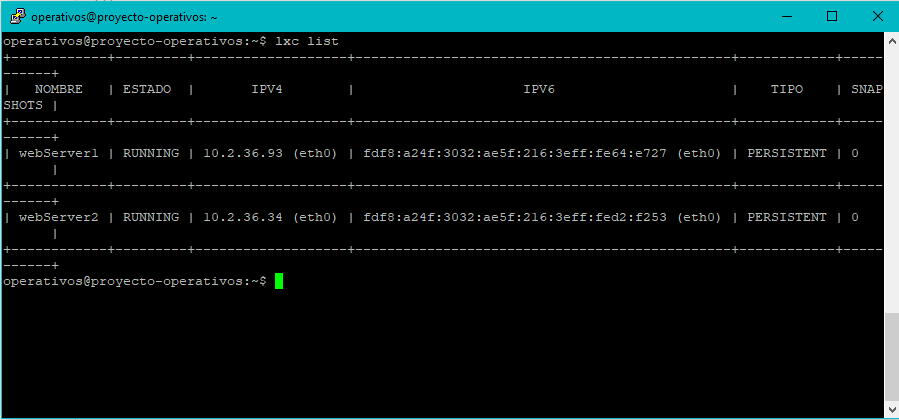 operativos@proyecto-operativos: ~
operativos@proyecto-operativos:~$ lxc list
+------------+---------+--------------------+-----------------------------------------------+------------+-----
------+
|   NOMBRE   | ESTADO  |        IPV4        |                     IPV6                      |    TIPO    | SNAP
SHOTS |
+------------+---------+--------------------+-----------------------------------------------+------------+-----
------+
| webServer1 | RUNNING | 10.2.36.93 (eth0) | fdf8:a24f:3032:ae5f:216:3eff:fe64:e727 (eth0) | PERSISTENT | 0
      |
+------------+---------+--------------------+-----------------------------------------------+------------+-----
------+
| webServer2 | RUNNING | 10.2.36.34 (eth0) | fdf8:a24f:3032:ae5f:216:3eff:fed2:f253 (eth0) | PERSISTENT | 0
      |
+------------+---------+--------------------+-----------------------------------------------+------------+-----
------+
operativos@proyecto-operativos:~$